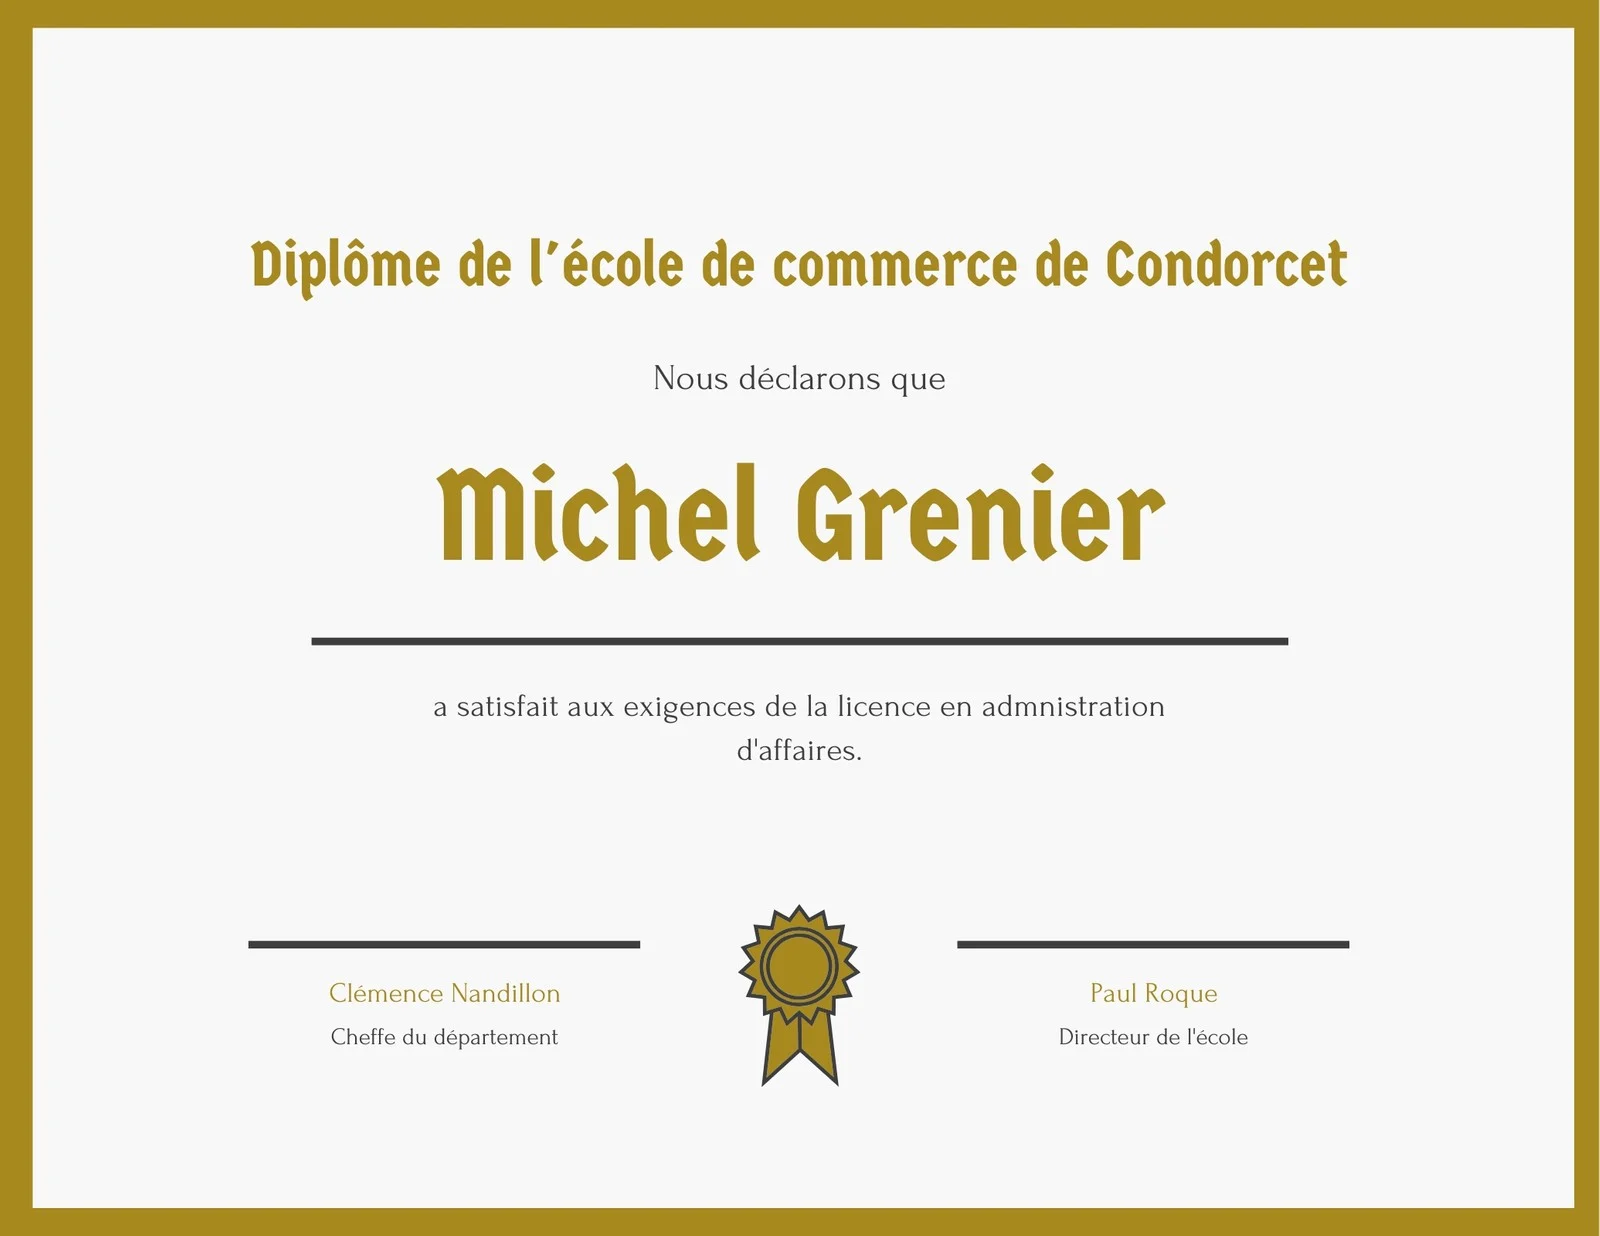 Diplôme de l'école de commerce de Condorcet
Nous déclarons que
Michel Grenier
a satisfait aux exigences de la licence en admnistration
d'affaires.
Clémence Nandillon
Cheffe du département
Paul Roque
Directeur de l'école